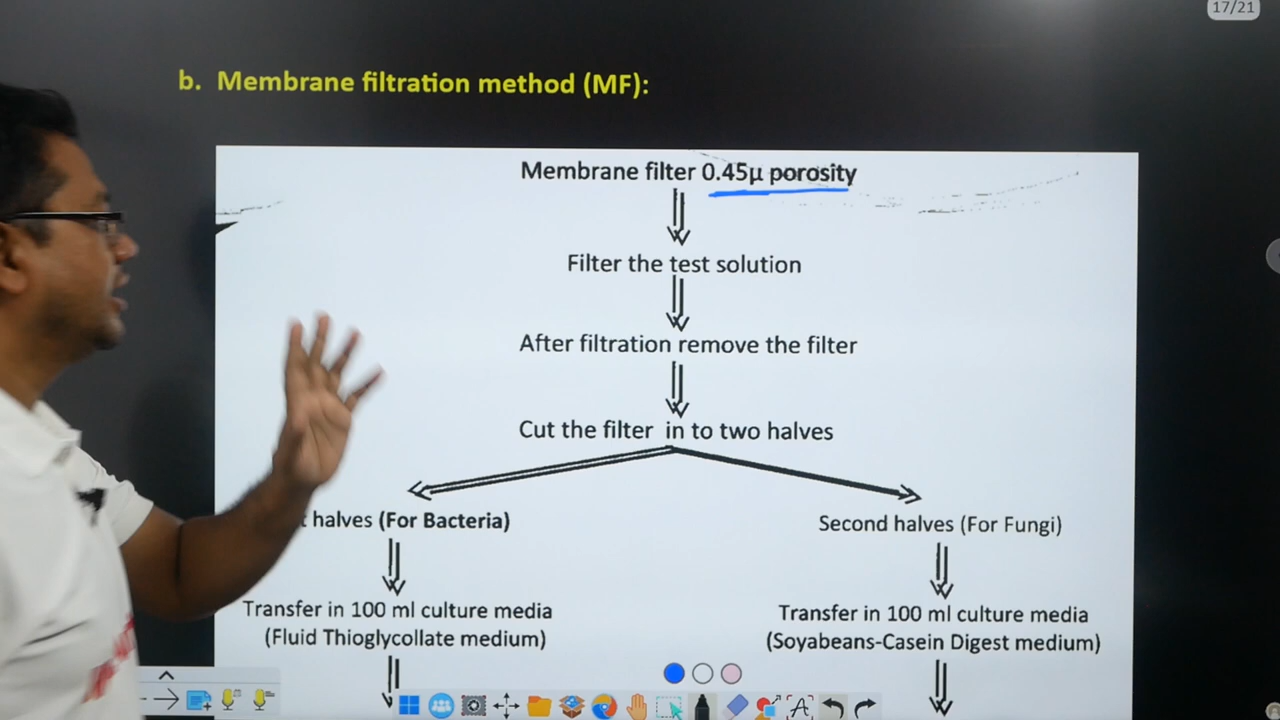 17/21
b. Membrane filtration method (MF):
Membrane filter 0.45µ porosity
Filter the test solution
After filtration remove the filter
Cut the filter in to two halves
halves (For Bacteria)
Second halves (For Fungi)
Transfer in 100 ml culture media
(Fluid Thioglycollate medium)
Transfer in 100 ml culture media
(Soyabeans-Casein Digest medium)